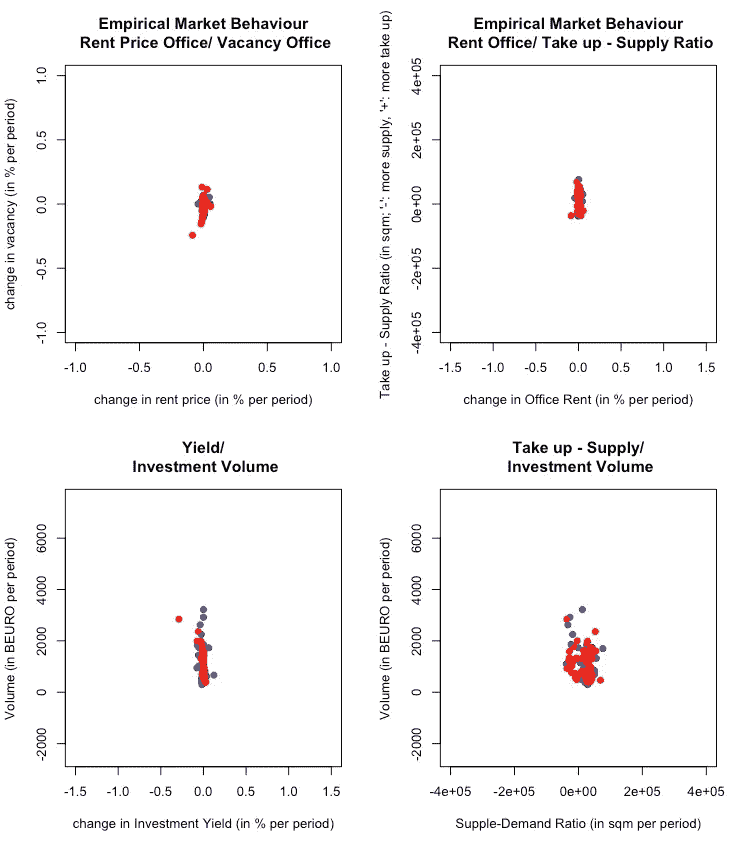 Empirical Market Behaviour
Rent Price Office/ Vacancy Office
change in vacancy (in % per period)
1.0
0.5
0.0
-0.5
-1.0
-1.0 -0.5 0.0 0.5 1.0
change in rent price (in % per period)
Empirical Market Behaviour
Rent Office/ Take up - Supply Ratio
Take up - Supply Ratio (in sqm; '-': more supply, '+': more take up)
4e+05
2e+05
0e+00
-2e+05
-4e+05
-1.5 -1.0 -0.5 0.0 0.5 1.0 1.5
change in Office Rent (in % per period)
Yield/
Investment Volume
Volume (in BEURO per period)
6000
4000
2000
0
-2000
-1.5 -1.0 -0.5 0.0 0.5 1.0 1.5
change in Investment Yield (in % per period)
Take up - Supply/
Investment Volume
Volume (in BEURO per period)
6000
4000
2000
0
-2000
-4e+05 -2e+05 0e+00 2e+05 4e+05
Supple-Demand Ratio (in sqm per period)